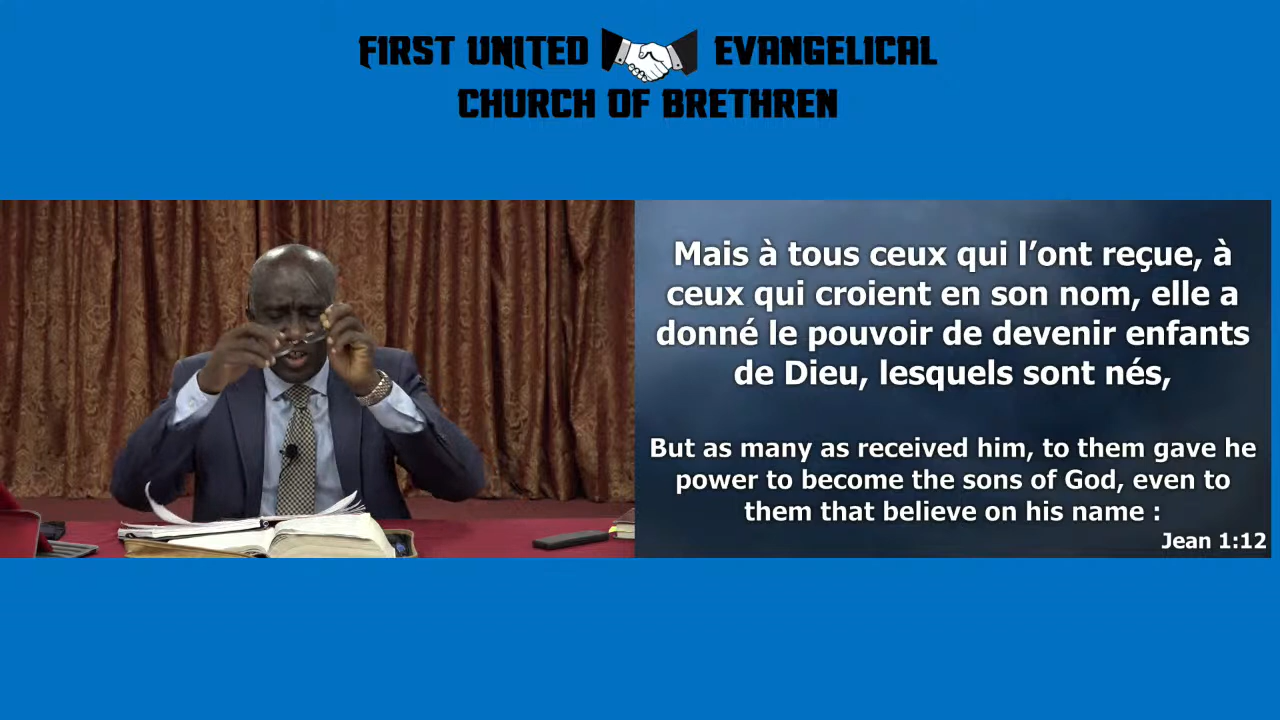 FIRST UNITED EVANGELICAL
CHURCH OF BRETHREN
Mais à tous ceux qui l’ont reçue, à
ceux qui croient en son nom, elle a
donné le pouvoir de devenir enfants
de Dieu, lesquels sont nés,
But as many as received him, to them gave he
power to become the sons of God, even to
them that believe on his name :
Jean 1:12